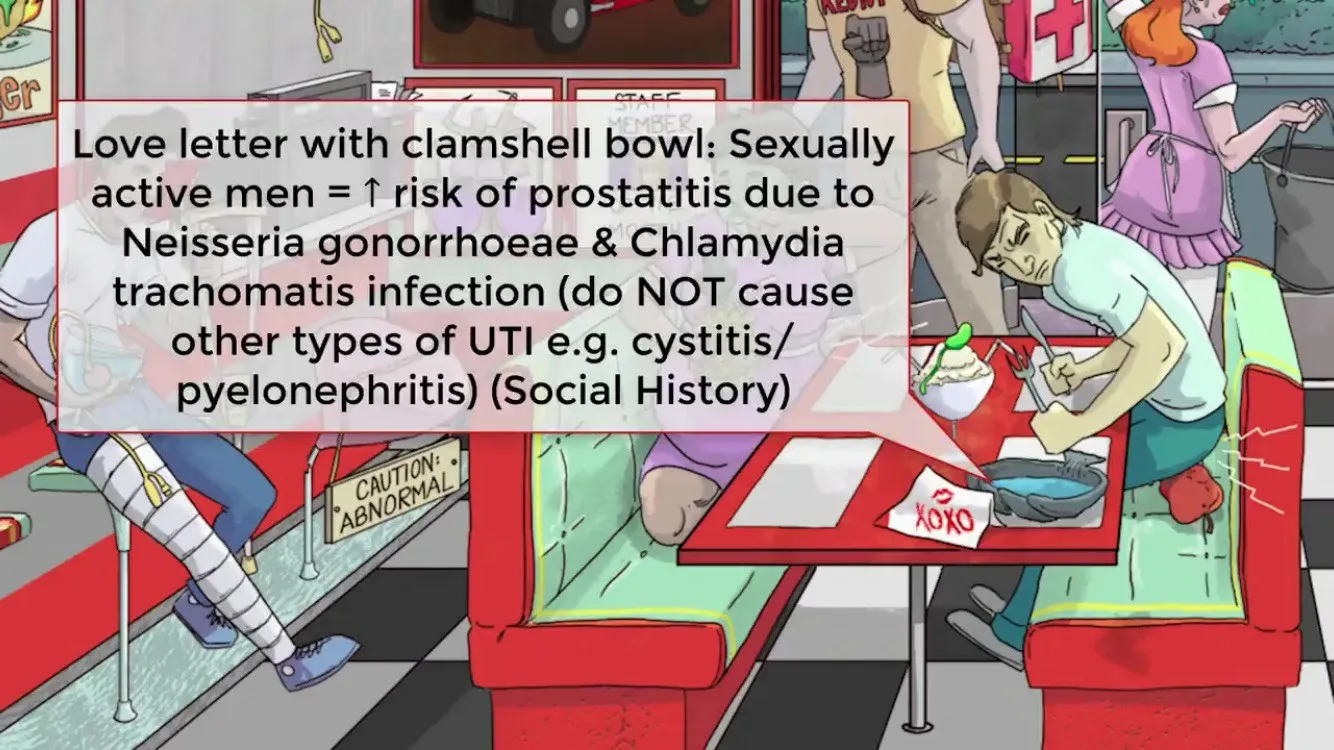 er
STAFF
MEMBER
Love letter with clamshell bowl: Sexually
active men = ↑ risk of prostatitis due to
Neisseria gonorrhoeae & Chlamydia
trachomatis infection (do NOT cause
other types of UTI e.g. cystitis/
pyelonephritis) (Social History)
CAUTION:
ABNORMAL
XOXO